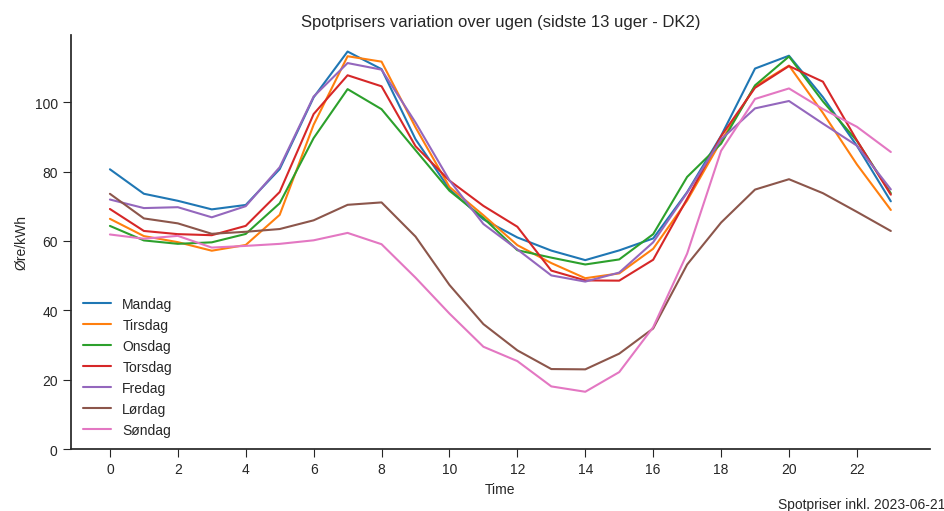 Spotprisers variation over ugen (sidste 13 uger - DK2)
Øre/kWh
100
80
60
40
20
0
Mandag
Tirsdag
Onsdag
Torsdag
Fredag
Lørdag
Søndag
0 2 4 6 8 10 12 14 16 18 20 22
Time
Spotpriser inkl. 2023-06-21